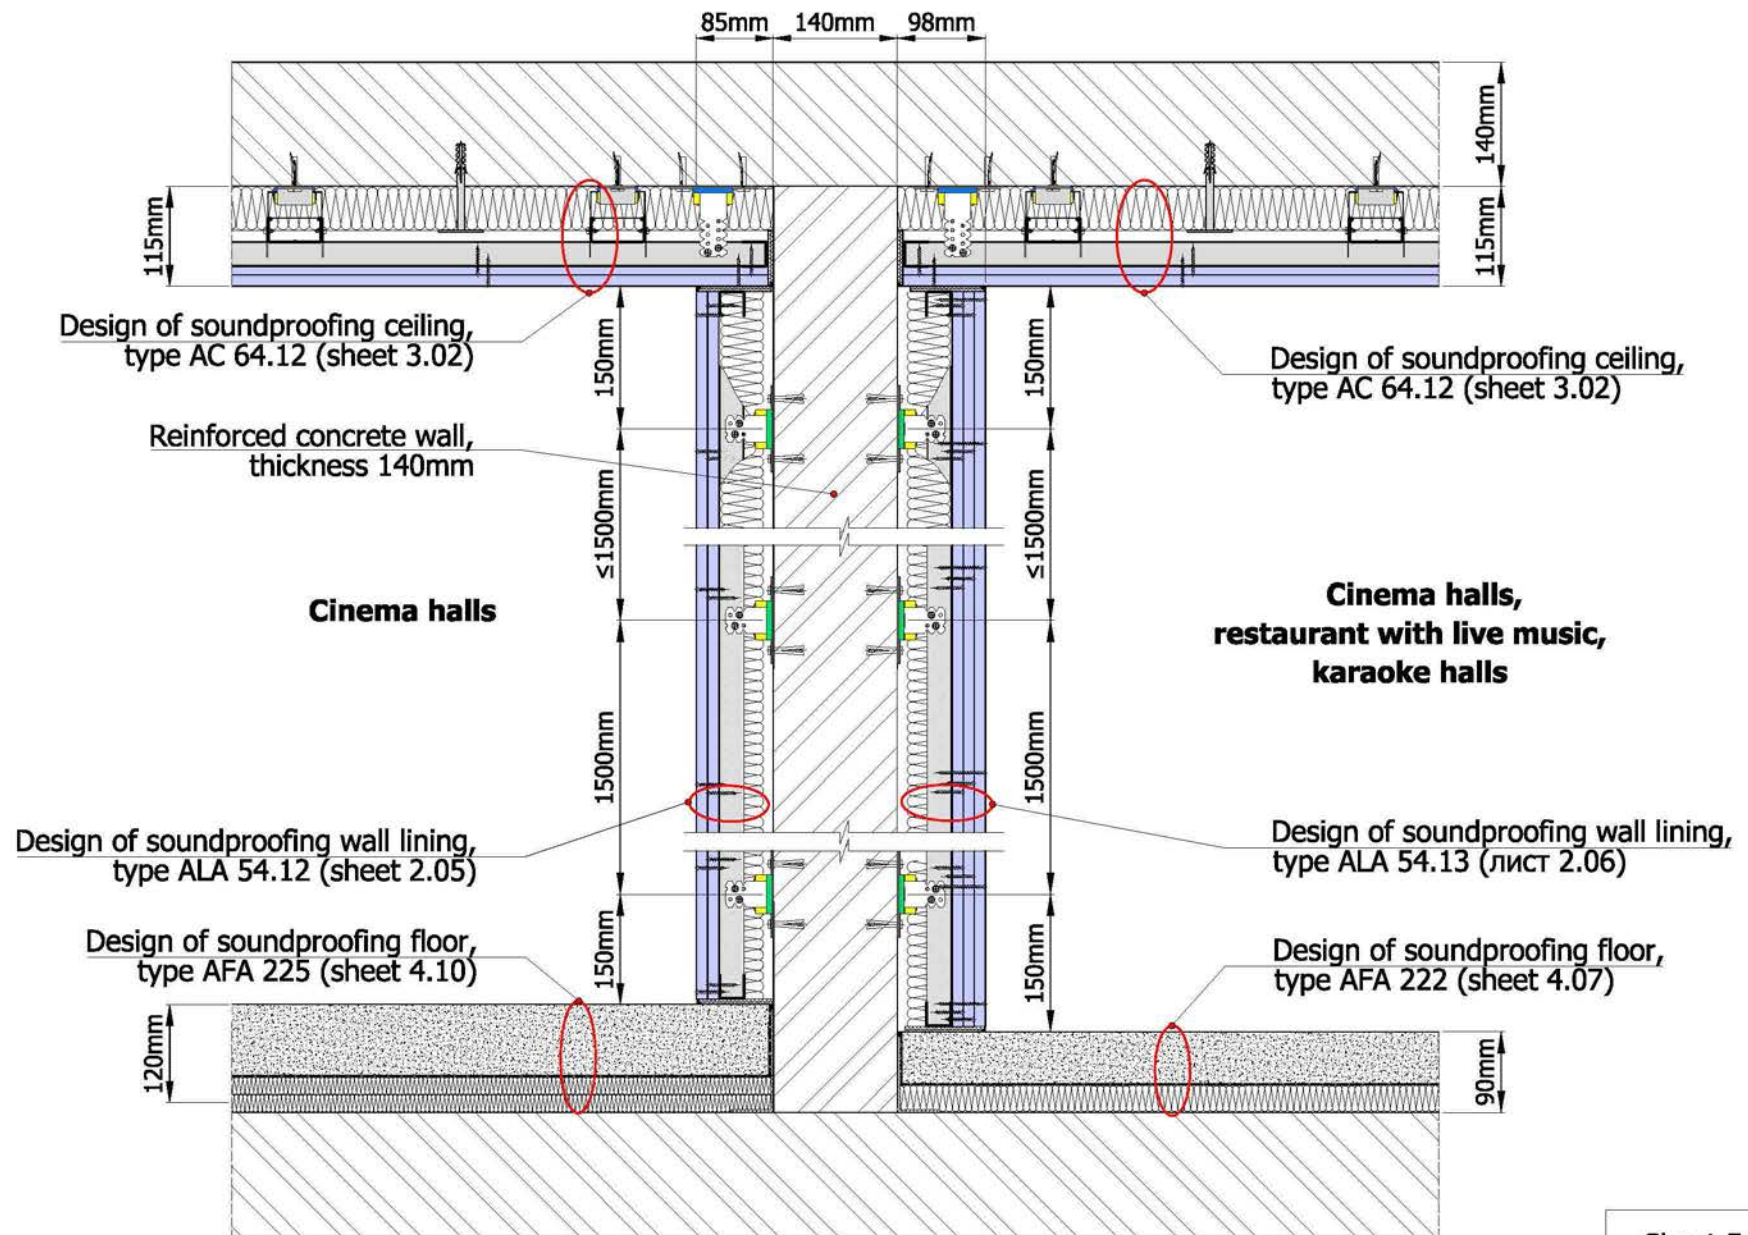 85mm 140mm 98mm
140mm
115mm
115mm
Design of soundproofing ceiling,
type AC 64.12 (sheet 3.02)
150mm
150mm
Design of soundproofing ceiling,
type AC 64.12 (sheet 3.02)
Reinforced concrete wall,
thickness 140mm
≤1500mm
≤1500mm
Cinema halls
Cinema halls,
restaurant with live music,
karaoke halls
1500mm
1500mm
Design of soundproofing wall lining,
type ALA 54.12 (sheet 2.05)
Design of soundproofing wall lining,
type ALA 54.13 (лист 2.06)
Design of soundproofing floor,
type AFA 225 (sheet 4.10)
150mm
150mm
Design of soundproofing floor,
type AFA 222 (sheet 4.07)
120mm
90mm